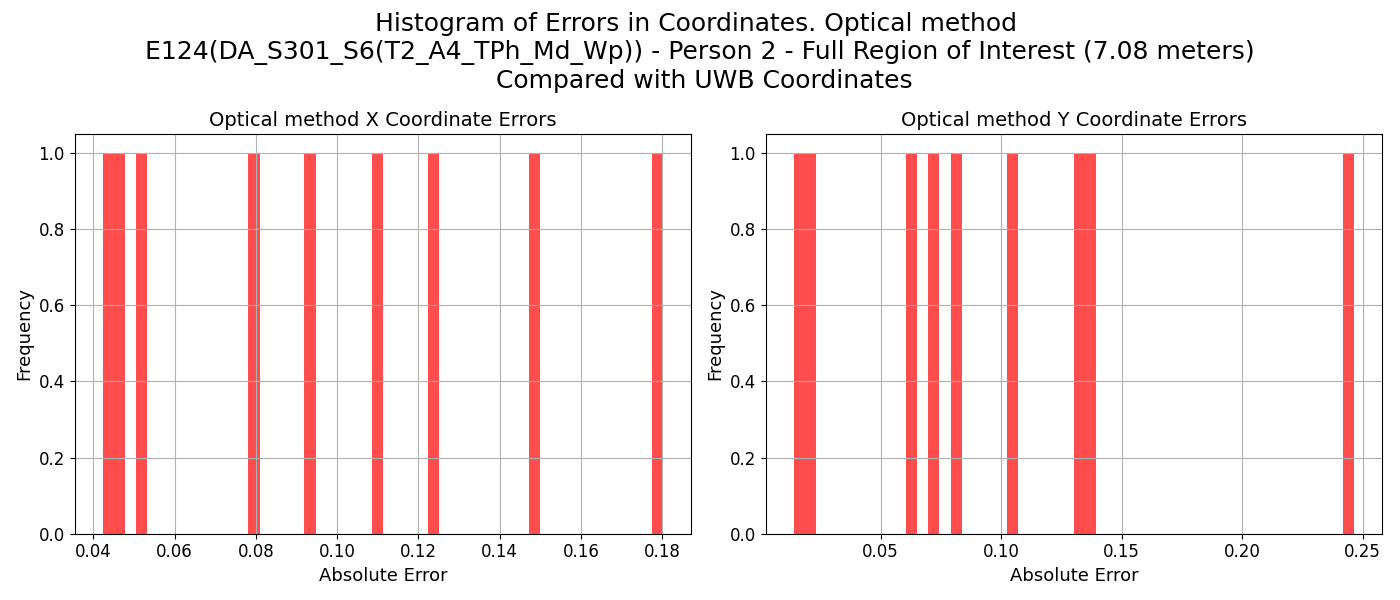 Histogram of Errors in Coordinates. Optical method
E124(DA_S301_S6(T2_A4_TPh_Md_Wp)) - Person 2 - Full Region of Interest (7.08 meters)
Compared with UWB Coordinates
Optical method X Coordinate Errors
1.0
0.8
0.6
0.4
0.2
0.0
Frequency
0.04 0.06 0.08 0.10 0.12 0.14 0.16 0.18
Absolute Error
Optical method Y Coordinate Errors
1.0
0.8
0.6
0.4
0.2
0.0
Frequency
0.05 0.10 0.15 0.20 0.25
Absolute Error